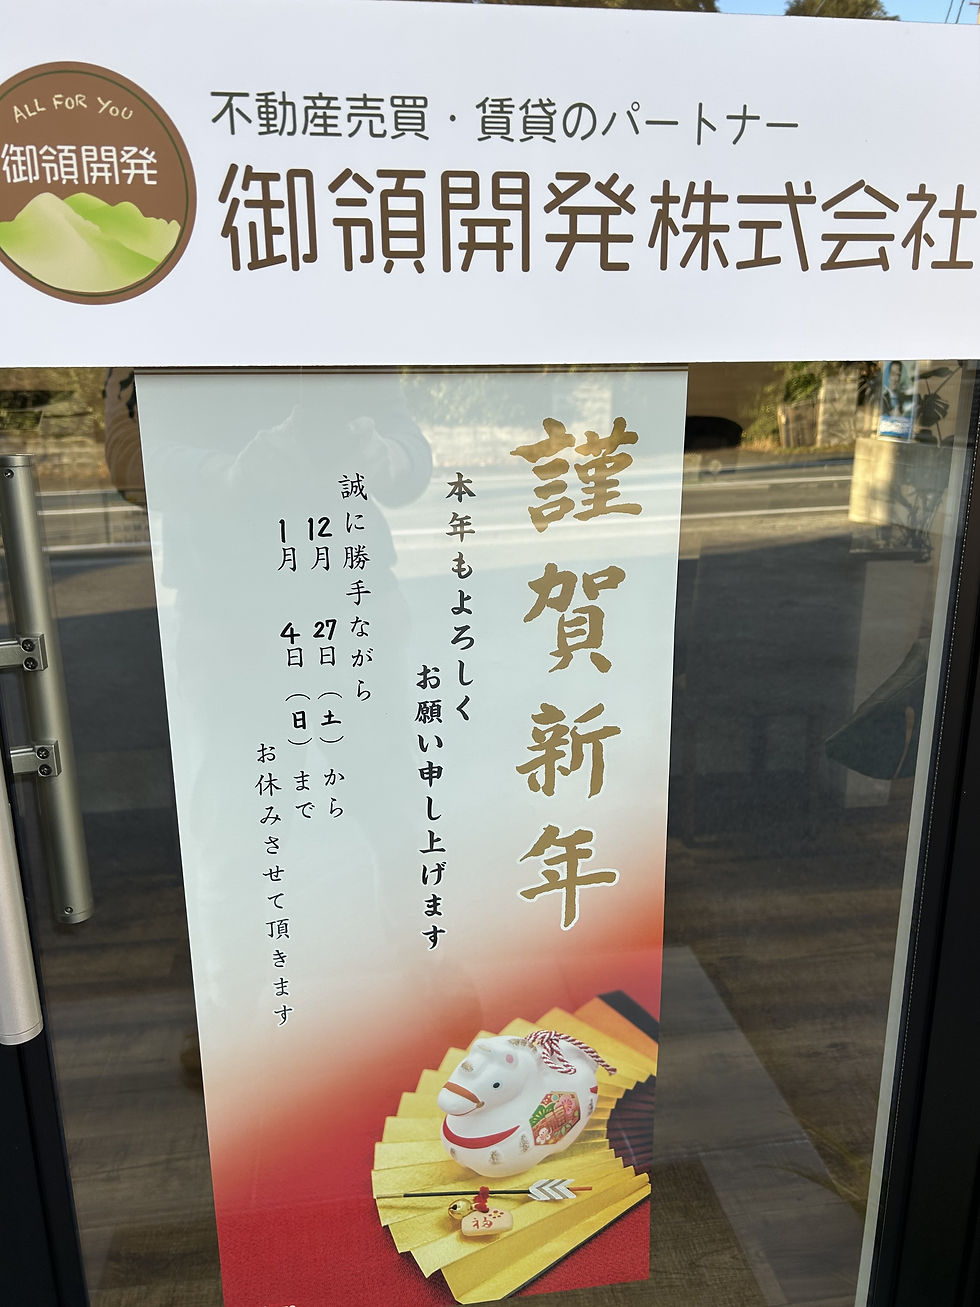 ALL FOR YOU
御領開発
不動産売買・賃貸のパートナー
御領開発株式会社
謹賀新年
本年もよろしく
お願い申し上げます
誠に勝手ながら
12月 27日（土）から
1月 4日（日）まで
お休みさせて頂きます
福